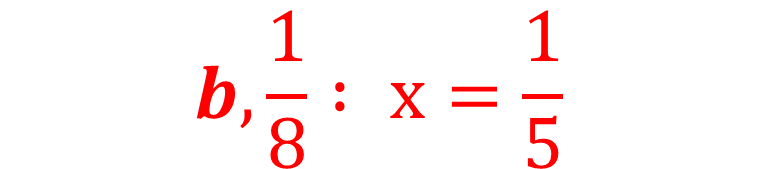 b, 1/8 : x = 1/5